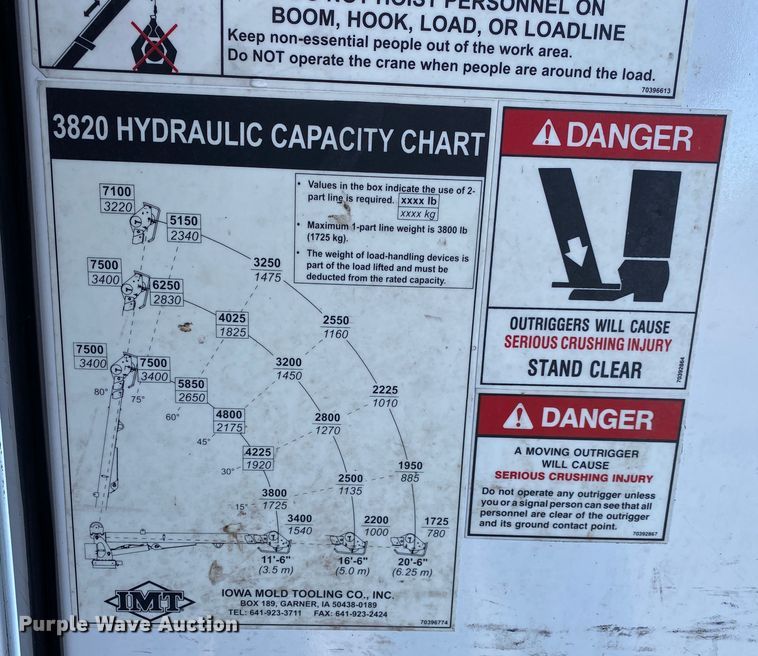 NOT HOIST PERSONNEL ON
BOOM, HOOK, LOAD, OR LOADLINE
Keep non-essential people out of the work area.
Do NOT operate the crane when people are around the load.
70396613
3820 HYDRAULIC CAPACITY CHART
• Values in the box indicate the use of 2-
part line is required. xxxx lb
xxxx kg
• Maximum 1-part line weight is 3800 lb
(1725 kg).
• The weight of load-handling devices is
part of the load lifted and must be
deducted from the rated capacity.
7100
3220
5150
2340
3250
1475
7500
3400
6250
2830
4025
1825
2550
1160
7500
3400
7500
3400
5850
2650
3200
1450
2225
1010
80°
75°
60°
4800
2175
2800
1270
45°
4225
1920
30°
2500
1135
1950
885
3800
1725
15°
3400
1540
2200
1000
1725
780
11'-6"
(3.5 m)
16'-6"
(5.0 m)
20'-6"
(6.25 m)
IMT
IOWA MOLD TOOLING CO., INC.
BOX 189, GARNER, IA 50438-0189
TEL: 641-923-3711 FAX: 641-923-2424
70396774
DANGER
OUTRIGGERS WILL CAUSE
SERIOUS CRUSHING INJURY
STAND CLEAR
70392864
DANGER
A MOVING OUTRIGGER
WILL CAUSE
SERIOUS CRUSHING INJURY
Do not operate any outrigger unless
you or a signal person can see that all
personnel are clear of the outrigger
and its ground contact point.
70392867
Purple Wave Auction